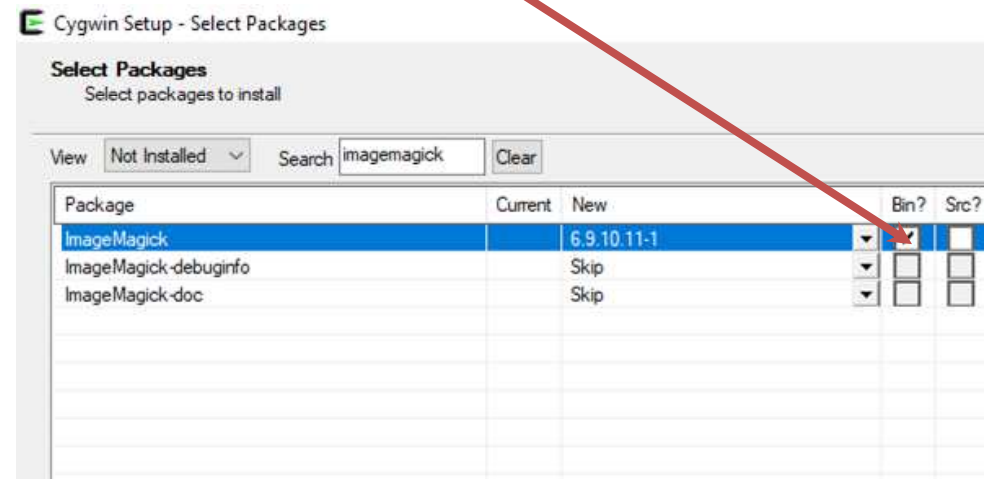 Cygwin Setup - Select Packages
Select Packages
Select packages to install
View Not Installed Search imagemagick Clear
Package Current New Bin? Src?
ImageMagick 6.9.10.11-1
ImageMagick-debuginfo Skip
ImageMagick-doc Skip